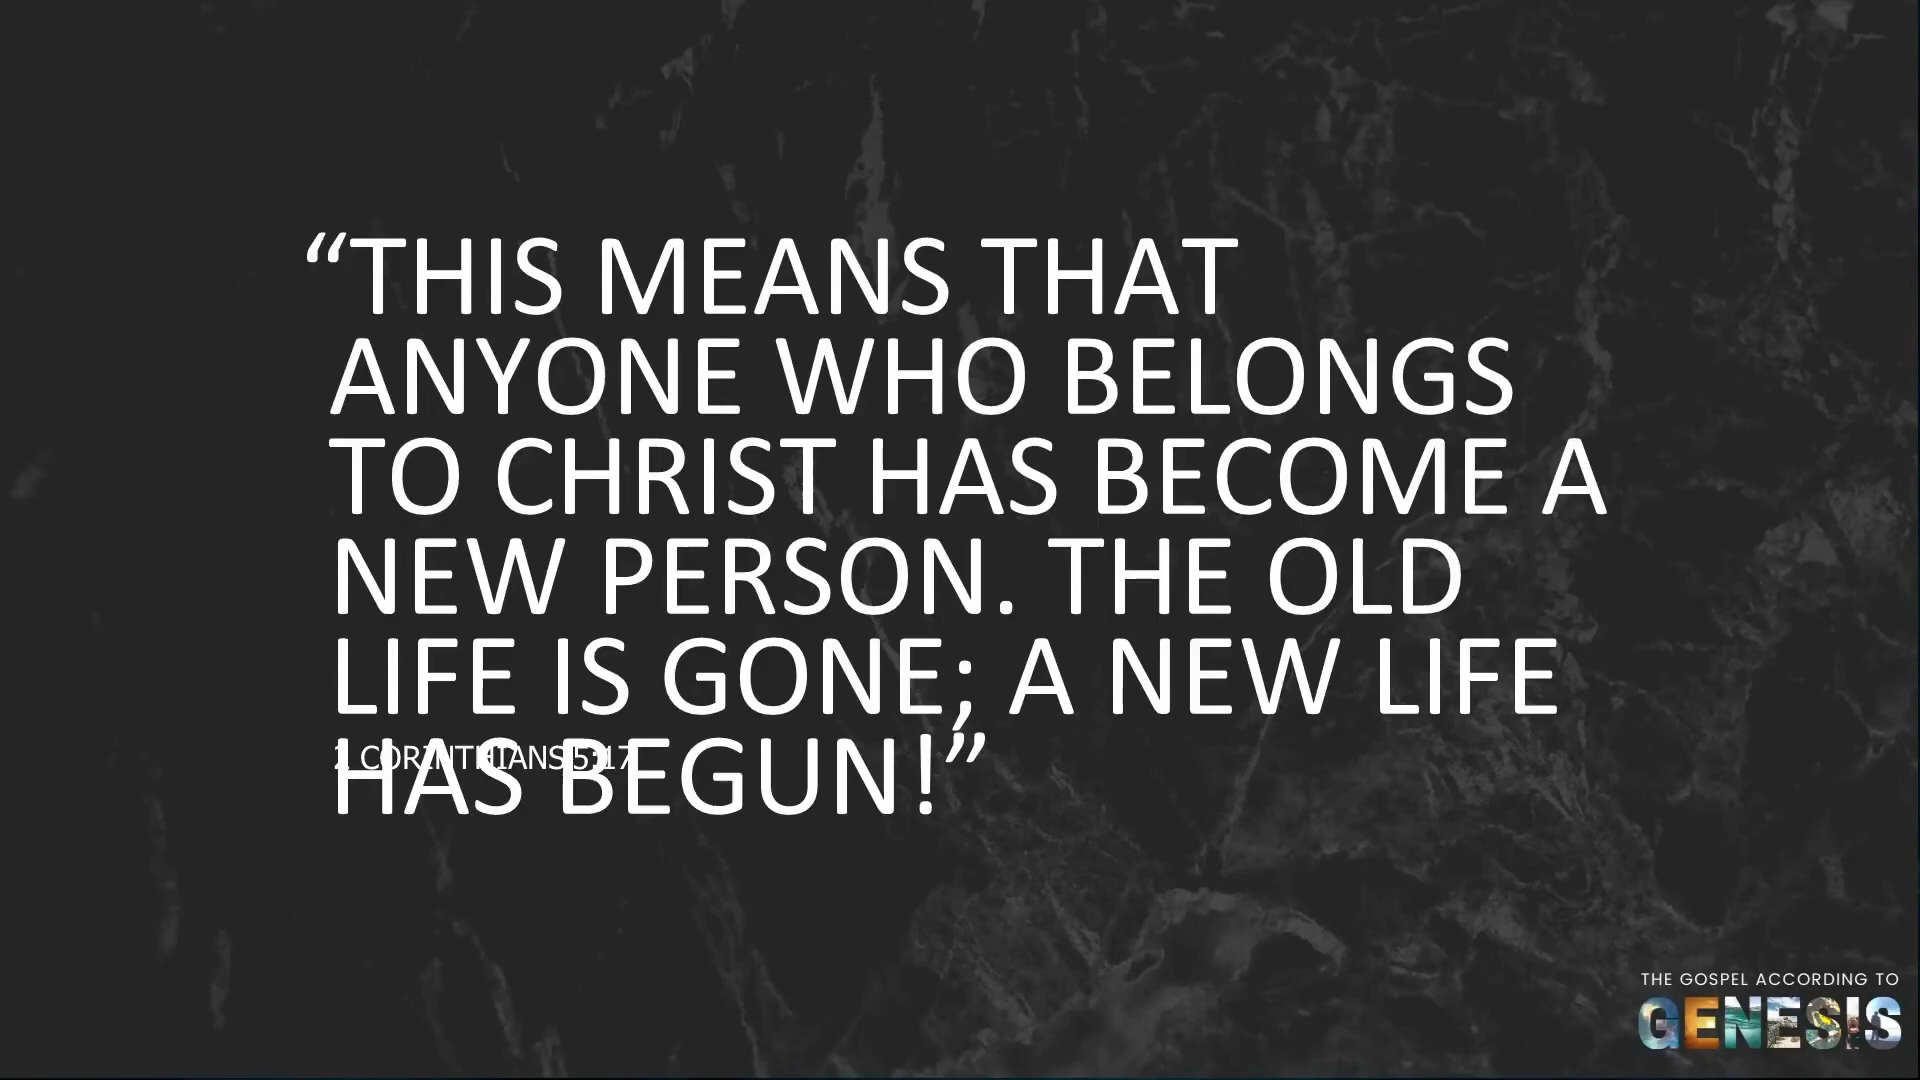 “THIS MEANS THAT
ANYONE WHO BELONGS
TO CHRIST HAS BECOME A
NEW PERSON. THE OLD
LIFE IS GONE; A NEW LIFE
HAS BEGUN!”
2 CORINTHIANS 5:17
THE GOSPEL ACCORDING TO
GENESIS